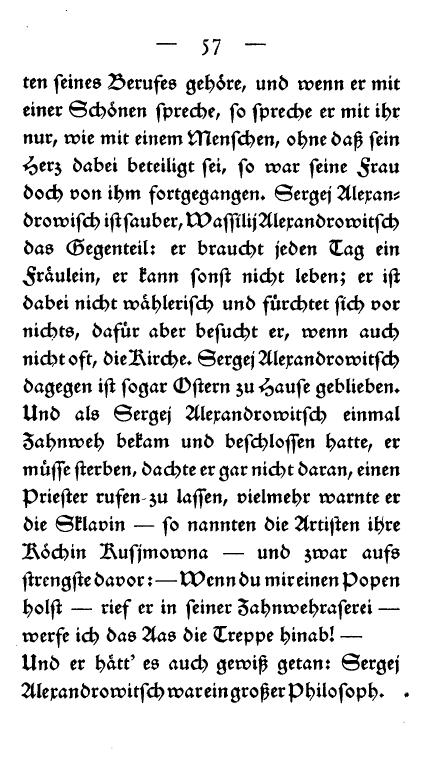 — 57 —
ten seines Berufes gehöre, und wenn er mit
einer Schönen spreche, so spreche er mit ihr
nur, wie mit einem Menschen, ohne daß sein
Herz dabei beteiligt sei, so war seine Frau
doch von ihm fortgegangen. Sergej Alexan-
drowisch ist sauber, Wassilij Alexandrowitsch
das Gegenteil: er braucht jeden Tag ein
Fräulein, er kann sonst nicht leben; er ist
dabei nicht wählerisch und fürchtet sich vor
nichts, dafür aber besucht er, wenn auch
nicht oft, die Kirche. Sergej Alexandrowitsch
dagegen ist sogar Ostern zu Hause geblieben.
Und als Sergej Alexandrowitsch einmal
Zahnweh bekam und beschlossen hatte, er
müsse sterben, dachte er gar nicht daran, einen
Priester rufen zu lassen, vielmehr warnte er
die Sklavin — so nannten die Artisten ihre
Köchin Kusjmowna — und zwar aufs
strengste davor: — Wenn du mir einen Popen
holst — rief er in seiner Zahnwehraserei —
werfe ich das Aas die Treppe hinab! —
Und er hätt' es auch gewiß getan: Sergej
Alexandrowitsch war ein großer Philosoph.